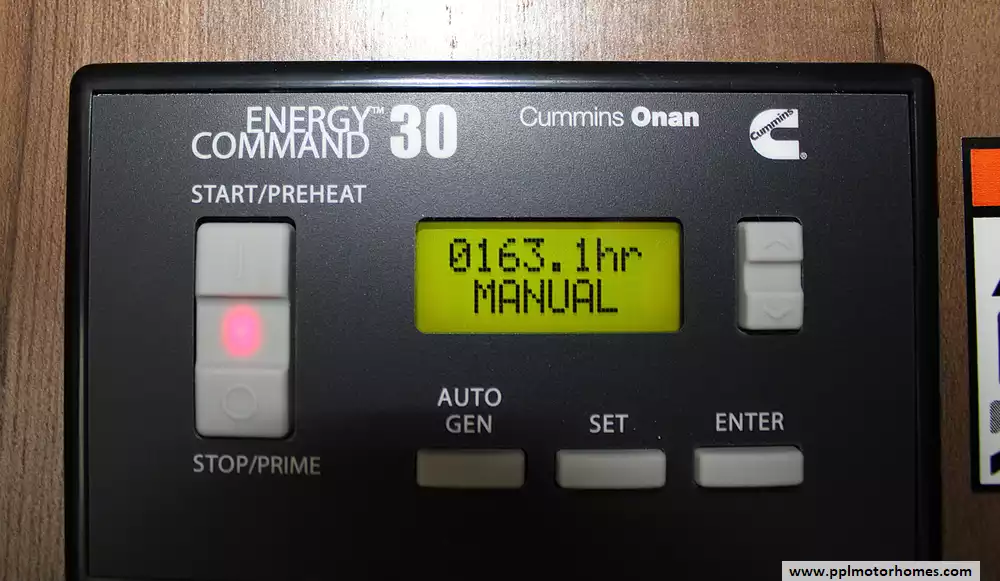 ENERGY™
COMMAND 30
Cummins Onan
Cummins ®
START/PREHEAT
0163.1hr
MANUAL
AUTO
GEN
SET
ENTER
STOP/PRIME
www.pplmotorhomes.com